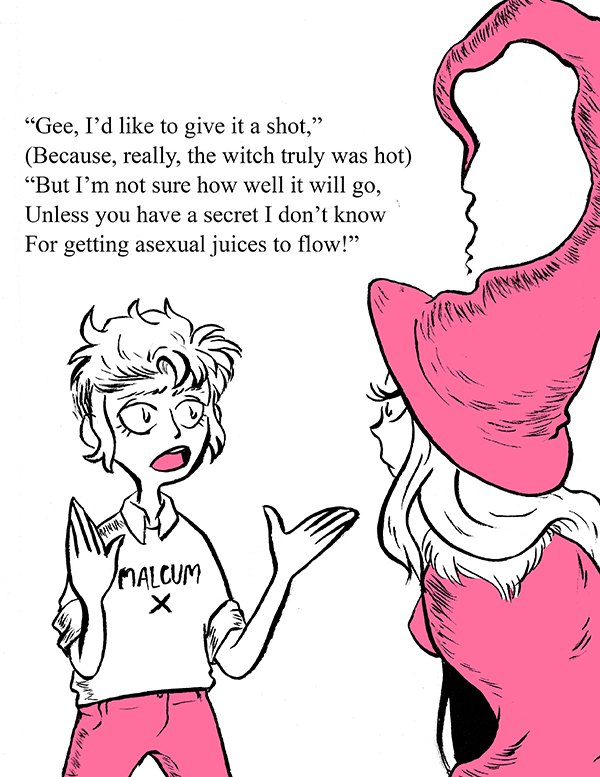 “Gee, I’d like to give it a shot,”
(Because, really, the witch truly was hot)
“But I’m not sure how well it will go,
Unless you have a secret I don’t know
For getting asexual juices to flow!”
MALCUM
X